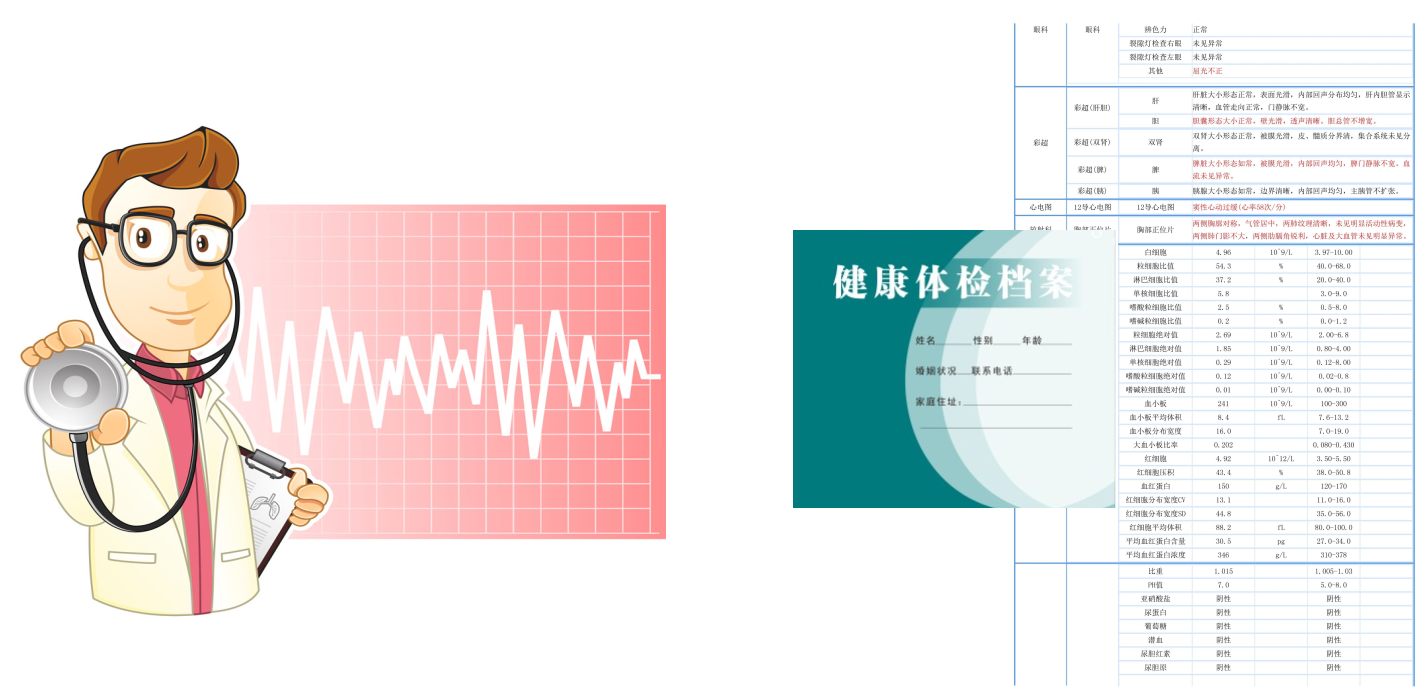 眼科 眼科 辨色力 正常
裂隙灯检查右眼 未见异常
裂隙灯检查左眼 未见异常
其他 屈光不正
彩超 彩超(肝胆) 肝 肝脏大小形态正常，表面光滑，内部回声分布均匀，肝内胆管显示
清晰，血管走向正常，门静脉不宽。
胆 胆囊形态大小正常，壁光滑，透声清晰。胆总管不增宽。
彩超(双肾) 双肾 双肾大小形态正常，被膜光滑，皮、髓质分界清，集合系统未见分
离。
彩超(脾) 脾 脾脏大小形态如常，被膜光滑，内部回声均匀，脾门静脉不宽。血
流未见异常。
彩超(胰) 胰 胰腺大小形态如常，边界清晰，内部回声均匀，主胰管不扩张。
心电图 12导心电图 12导心电图 窦性心动过缓(心率58次/分)
胸部正位片 胸部正位片 两侧胸廓对称，气管居中，两肺纹理清晰，未见明显活动性病变，
两侧肺门影不大，两侧肋膈角锐利，心脏及大血管未见明显异常。
健康体检档案
姓名 性别 年龄
婚姻状况 联系电话
家庭住址：
白细胞 4.96 10^9/L 3.97-10.00
粒细胞比值 54.3 % 40.0-68.0
淋巴细胞比值 37.2 % 20.0-40.0
单核细胞比值 5.8 3.0-9.0
嗜酸粒细胞比值 2.5 % 0.5-8.0
嗜碱粒细胞比值 0.2 % 0.0-1.2
粒细胞绝对值 2.69 10^9/L 2.00-6.8
淋巴细胞绝对值 1.85 10^9/L 0.80-4.00
单核细胞绝对值 0.29 10^9/L 0.12-8.00
嗜酸粒细胞绝对值 0.12 10^9/L 0.02-0.8
嗜碱粒细胞绝对值 0.01 10^9/L 0.00-0.10
血小板 241 10^9/L 100-300
血小板平均体积 8.4 fL 7.6-13.2
血小板分布宽度 16.0 7.0-19.0
大血小板比率 0.202 0.080-0.430
红细胞 4.92 10^12/L 3.50-5.50
红细胞压积 43.4 % 38.0-50.8
血红蛋白 150 g/L 120-170
红细胞分布宽度CV 13.1 11.0-16.0
红细胞分布宽度SD 44.8 35.0-56.0
红细胞平均体积 88.2 fL 80.0-100.0
平均血红蛋白含量 30.5 pg 27.0-34.0
平均血红蛋白浓度 346 g/L 310-378
比重 1.015 1.005-1.03
PH值 7.0 5.0-8.0
亚硝酸盐 阴性 阴性
尿蛋白 阴性 阴性
葡萄糖 阴性 阴性
潜血 阴性 阴性
尿胆红素 阴性 阴性
尿胆原 阴性 阴性